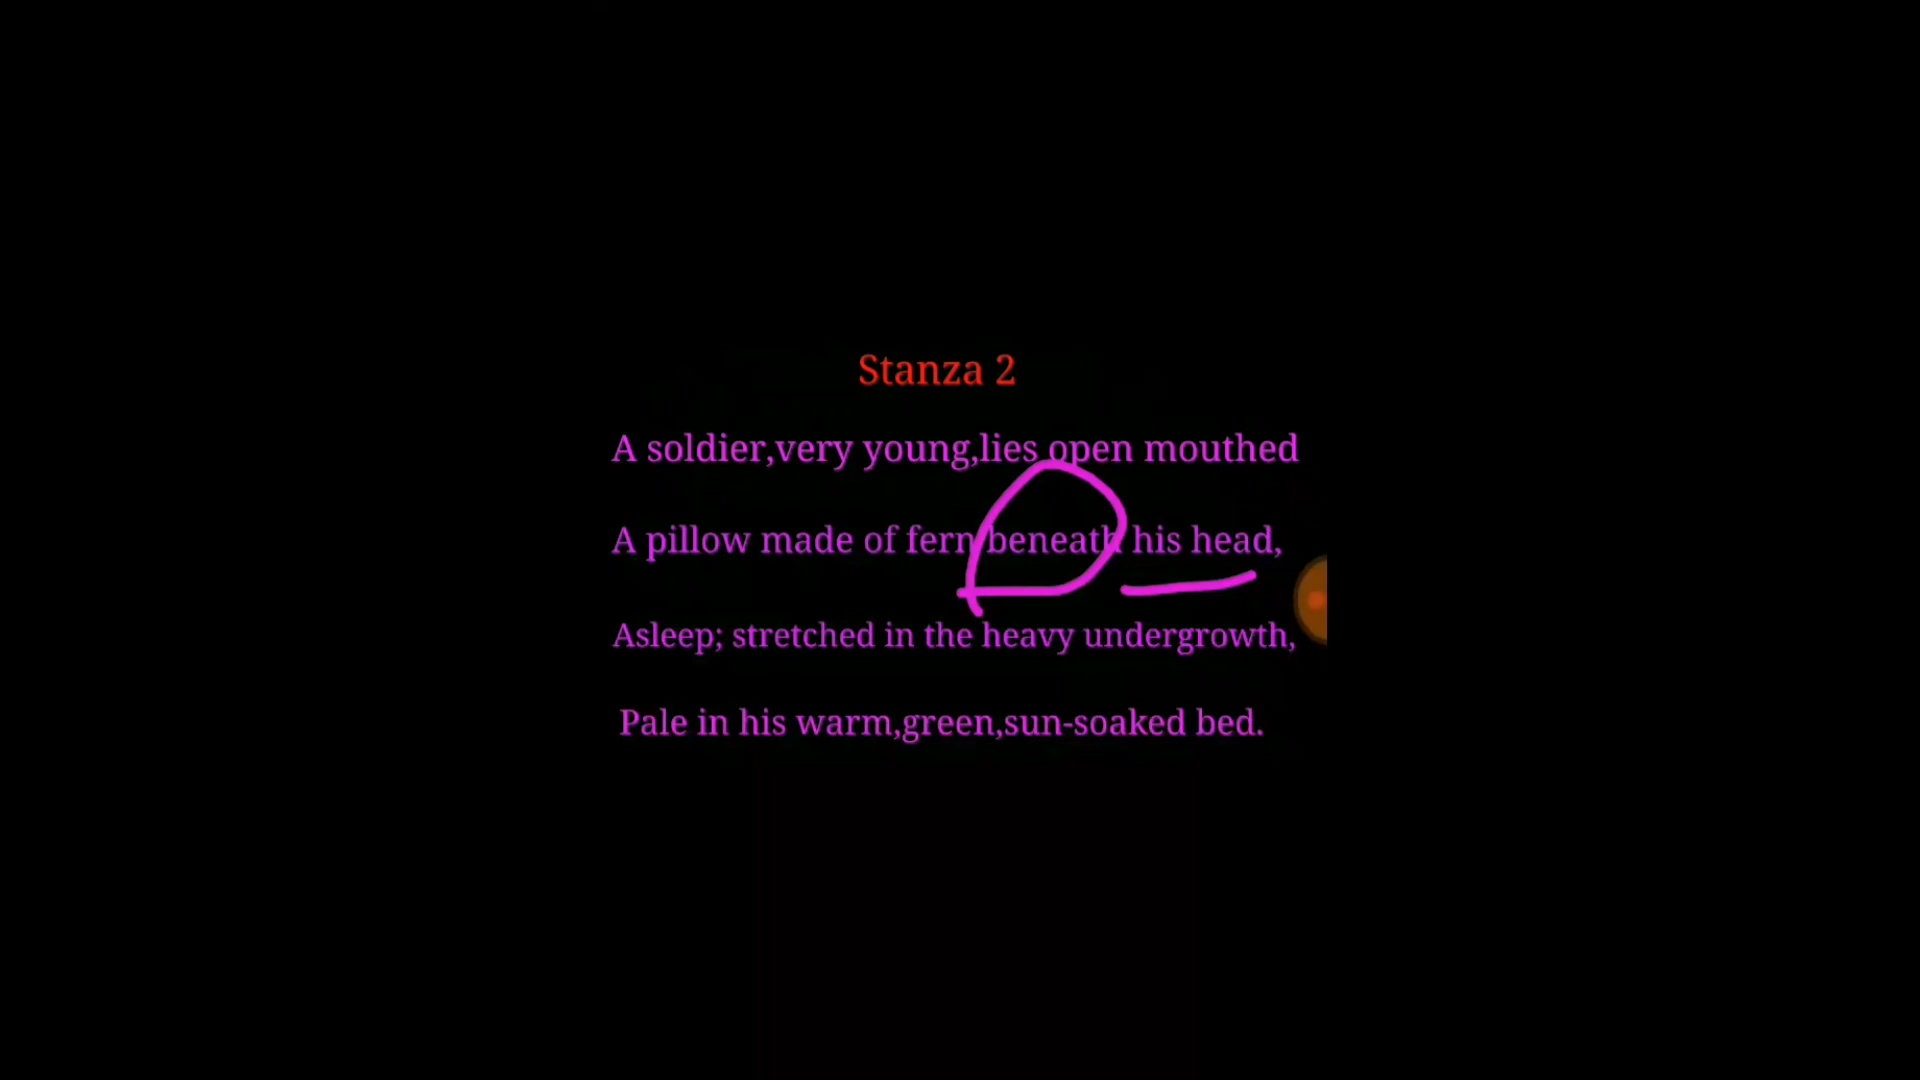 Stanza 2
A soldier,very young,lies open mouthed
A pillow made of fern beneath his head,
Asleep; stretched in the heavy undergrowth,
Pale in his warm,green,sun-soaked bed.